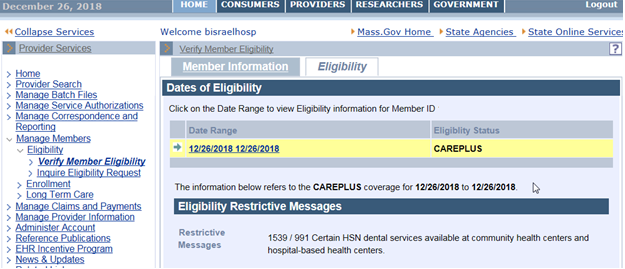 December 26, 2018
HOME CONSUMERS PROVIDERS RESEARCHERS GOVERNMENT Logout
Collapse Services
Welcome bisraelhosp
Mass.Gov Home State Agencies State Online Services
Provider Services
Home
Provider Search
Manage Batch Files
Manage Service Authorizations
Manage Correspondence and
Reporting
Manage Members
Eligibility
Verify Member Eligibility
Inquire Eligibility Request
Enrollment
Long Term Care
Manage Claims and Payments
Manage Provider Information
Administer Account
Reference Publications
EHR Incentive Program
News & Updates
Verify Member Eligibility
?
Member Information Eligibility
Dates of Eligibility
Click on the Date Range to view Eligibility information for Member ID
Date Range Eligiblity Status
12/26/2018 12/26/2018 CAREPLUS
The information below refers to the CAREPLUS coverage for 12/26/2018 to 12/26/2018.
Eligibility Restrictive Messages
Restrictive
Messages
1539 / 991 Certain HSN dental services available at community health centers and
hospital-based health centers.